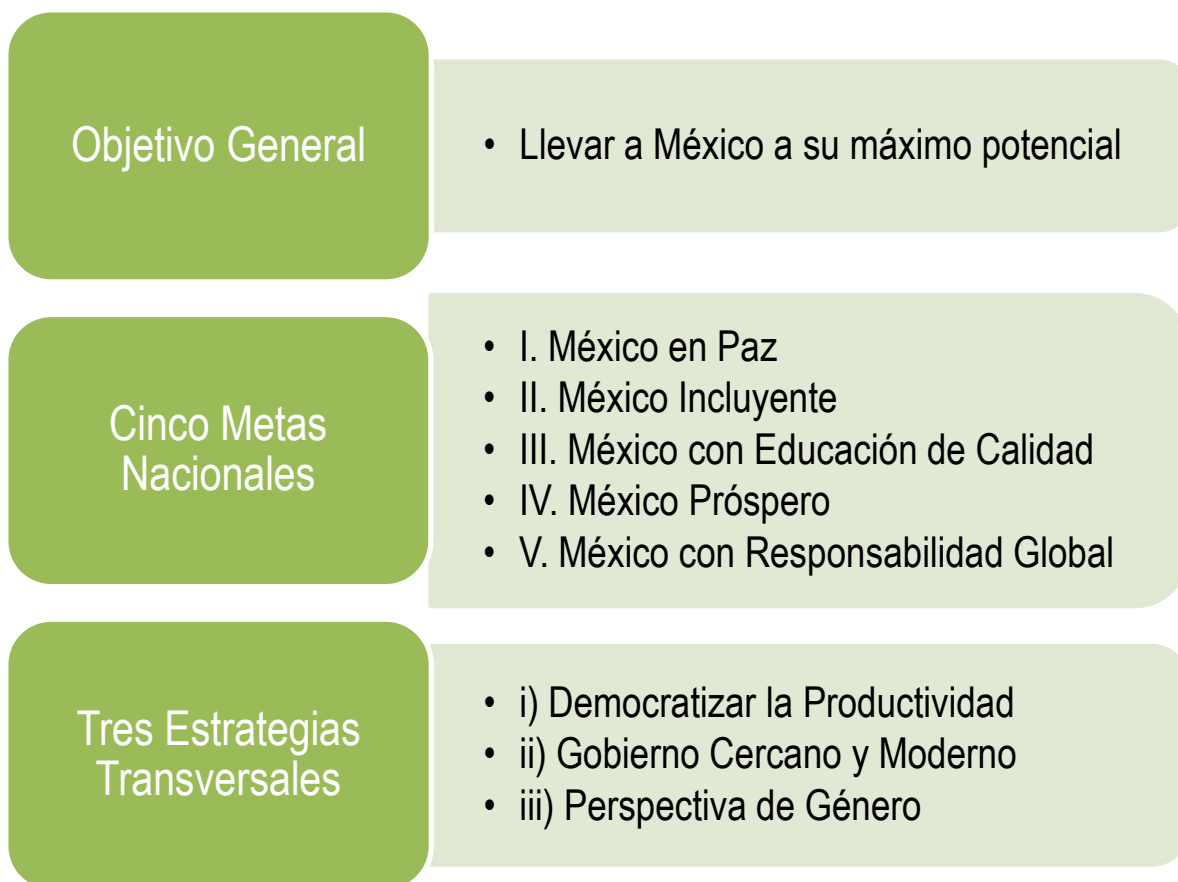 Objetivo General
• Llevar a México a su máximo potencial
Cinco Metas
Nacionales
• I. México en Paz
• II. México Incluyente
• III. México con Educación de Calidad
• IV. México Próspero
• V. México con Responsabilidad Global
Tres Estrategias
Transversales
• i) Democratizar la Productividad
• ii) Gobierno Cercano y Moderno
• iii) Perspectiva de Género